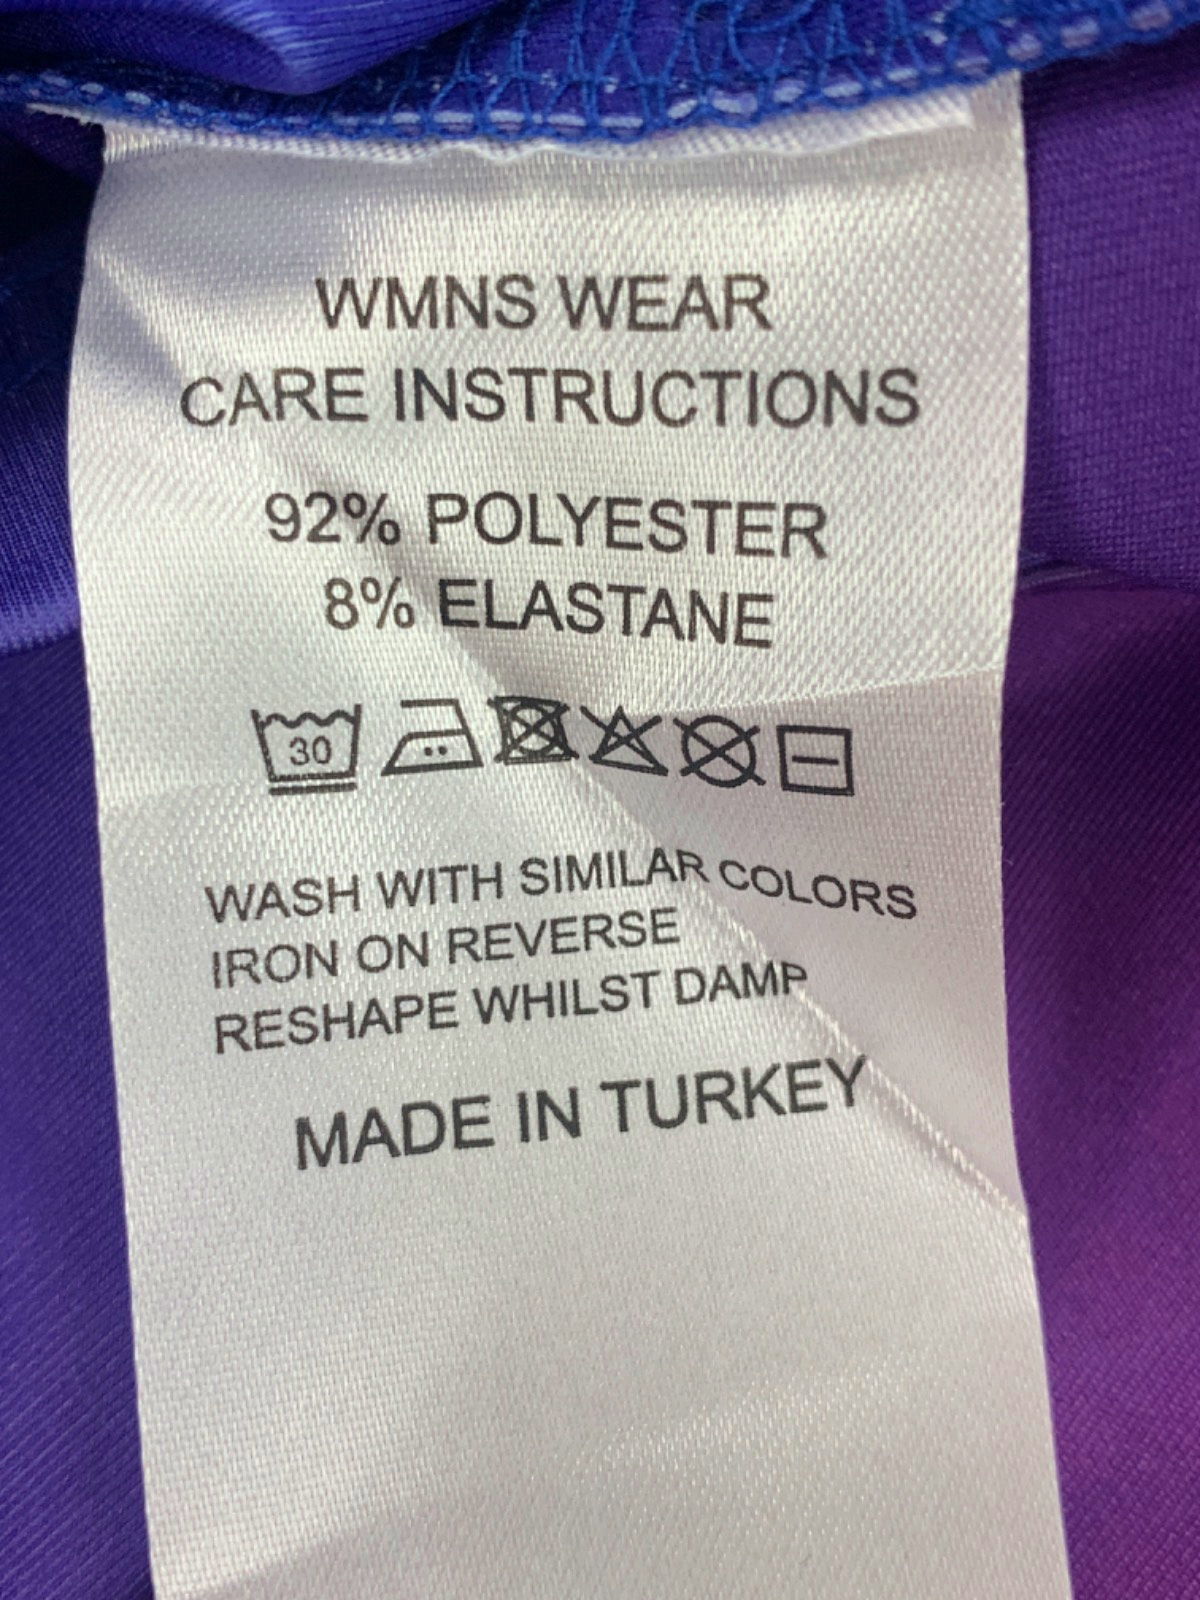 WMNS WEAR
CARE INSTRUCTIONS
92% POLYESTER
8% ELASTANE
30
WASH WITH SIMILAR COLORS
IRON ON REVERSE
RESHAPE WHILST DAMP
MADE IN TURKEY